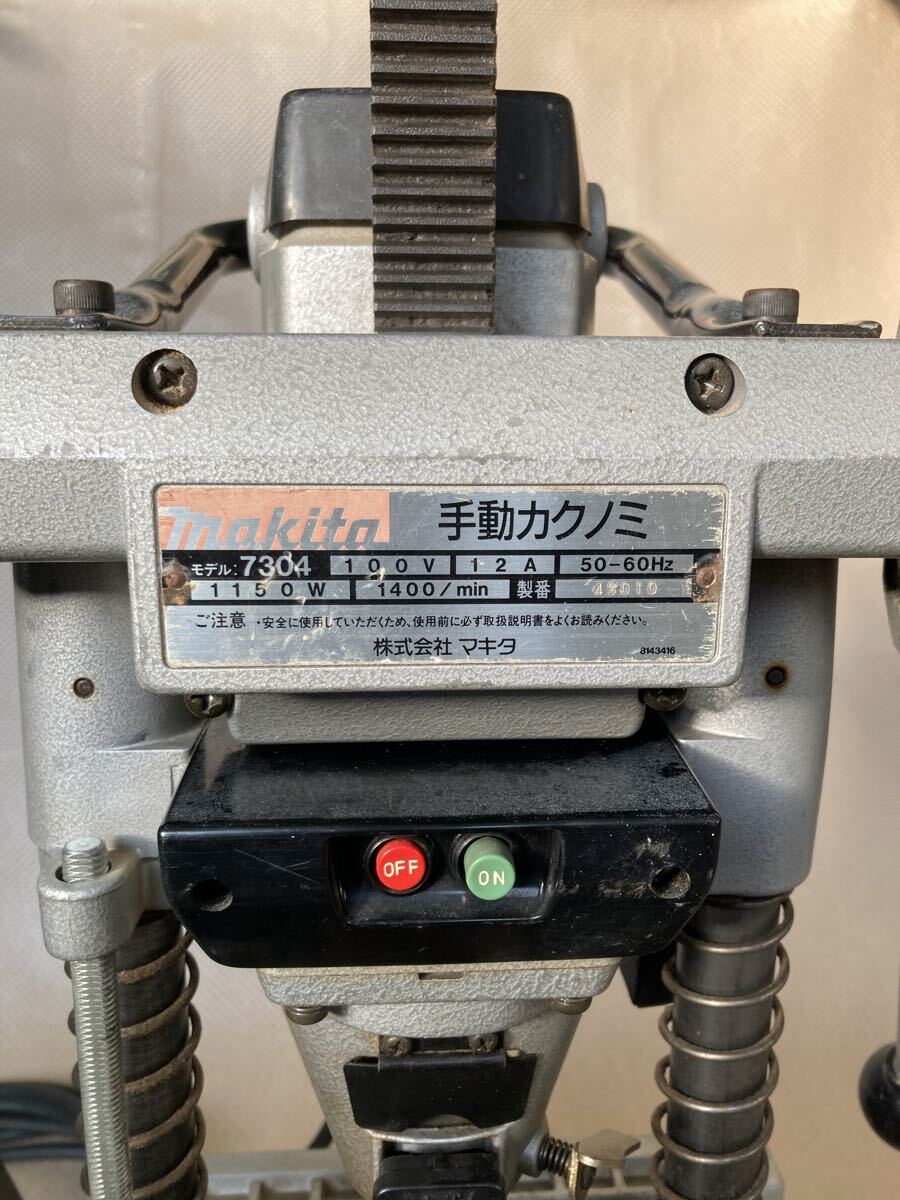 makita 手動カクノミ
モデル:7304 100V 12A 50-60Hz
1150W 1400/min 製番 49010
ご注意 ・安全に使用していただくため、使用前に必ず取扱説明書をよくお読みください。
株式会社 マキタ 8143416
OFF ON